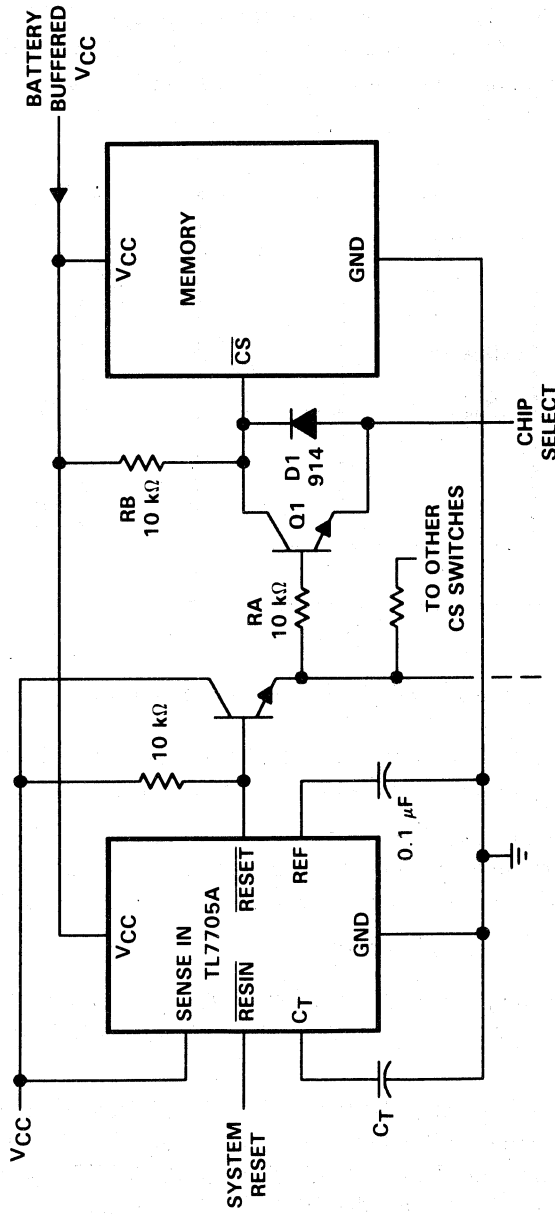 VCC
BATTERY
BUFFERED
VCC
10 kΩ
RB
10 kΩ
VCC
SENSE IN
TL7705A
RESIN
RESET
CT
REF
GND
SYSTEM
RESET
CT
0.1 μF
RA
10 kΩ
Q1
D1
914
TO OTHER
CS SWITCHES
CHIP
SELECT
VCC
MEMORY
CS
GND